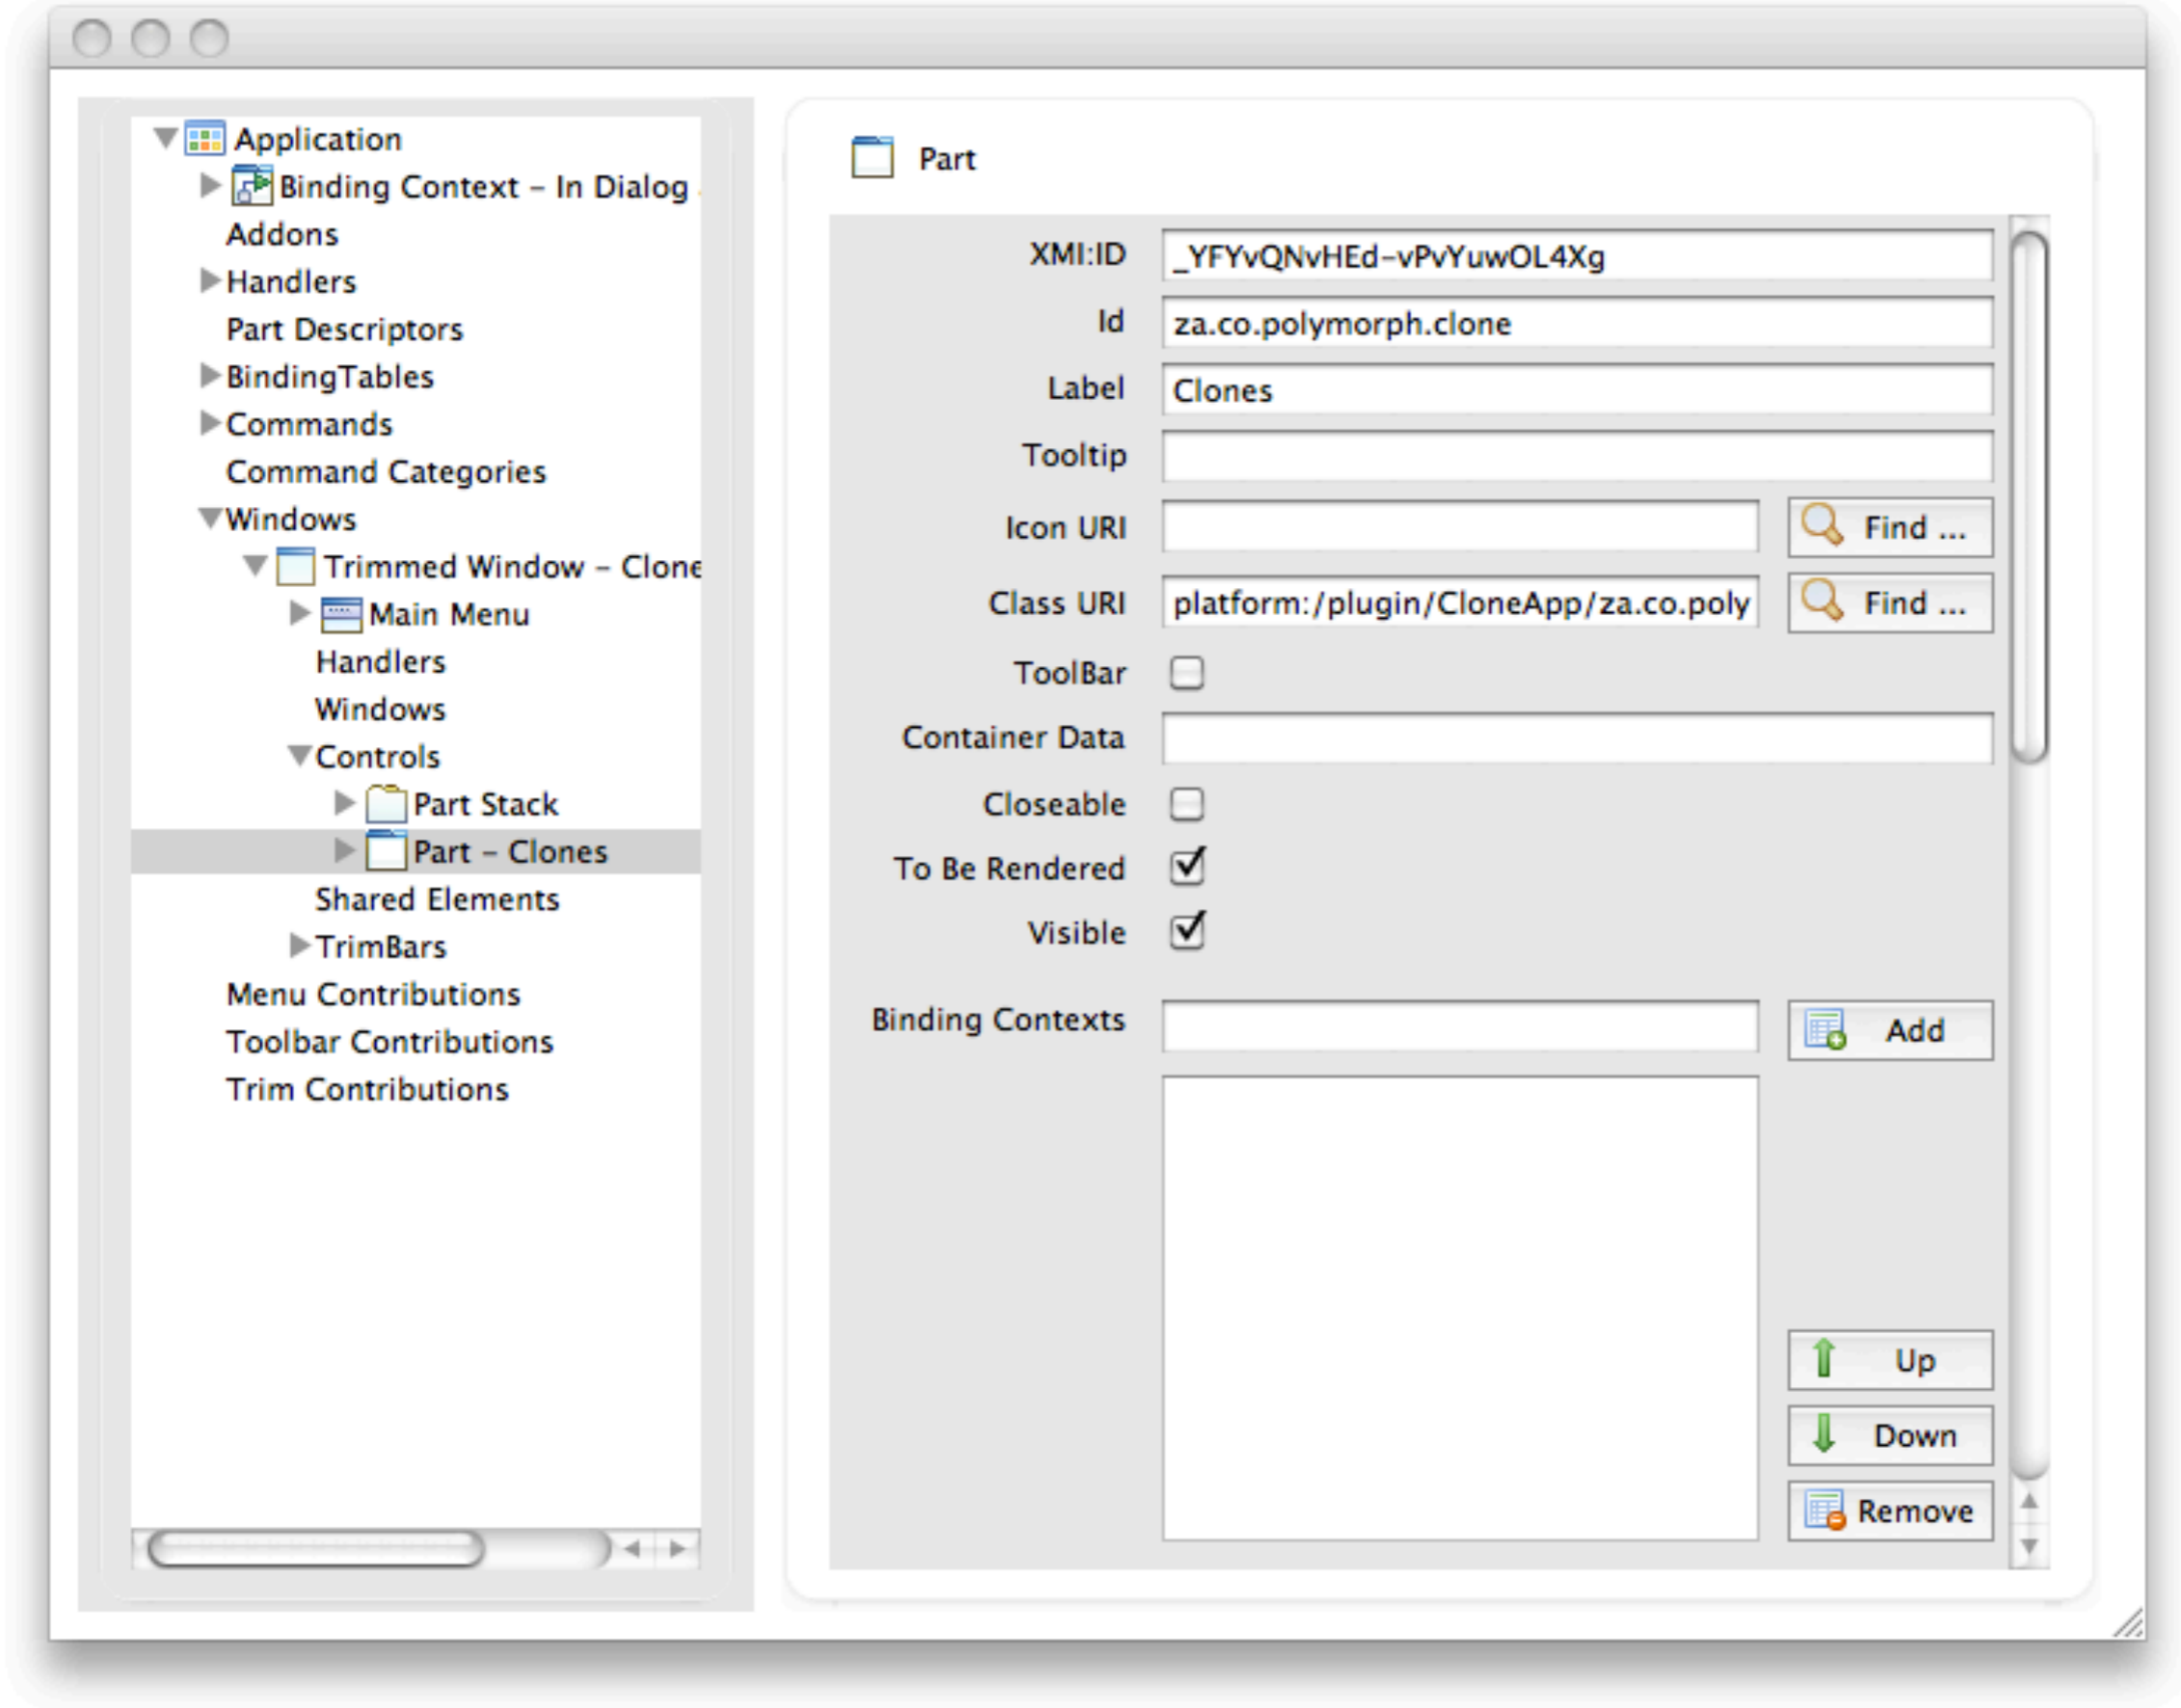 Application
Binding Context – In Dialog
Addons
Handlers
Part Descriptors
BindingTables
Commands
Command Categories
Windows
Trimmed Window – Clone
Main Menu
Handlers
Windows
Controls
Part Stack
Part – Clones
Shared Elements
TrimBars
Menu Contributions
Toolbar Contributions
Trim Contributions
Part
XMI:ID _YFYvQNvHEd-vPvYuwOL4Xg
Id za.co.polymorph.clone
Label Clones
Tooltip
Icon URI Find ...
Class URI platform:/plugin/CloneApp/za.co.poly Find ...
ToolBar
Container Data
Closeable
To Be Rendered
Visible
Binding Contexts Add
Up
Down
Remove